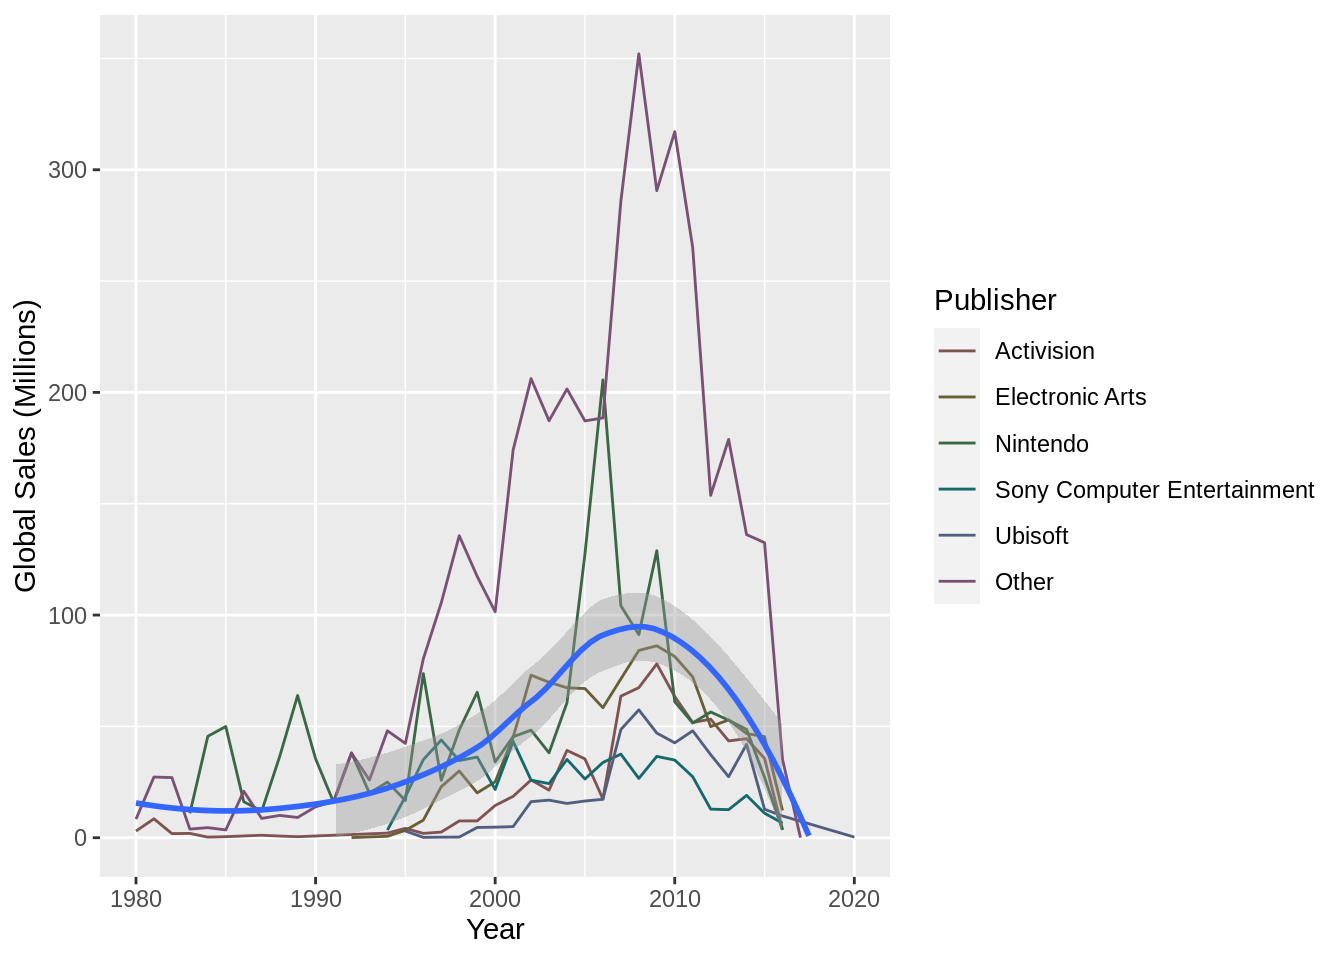 Global Sales (Millions)
300
200
100
0
1980 1990 2000 2010 2020
Year
Publisher
Activision
Electronic Arts
Nintendo
Sony Computer Entertainment
Ubisoft
Other